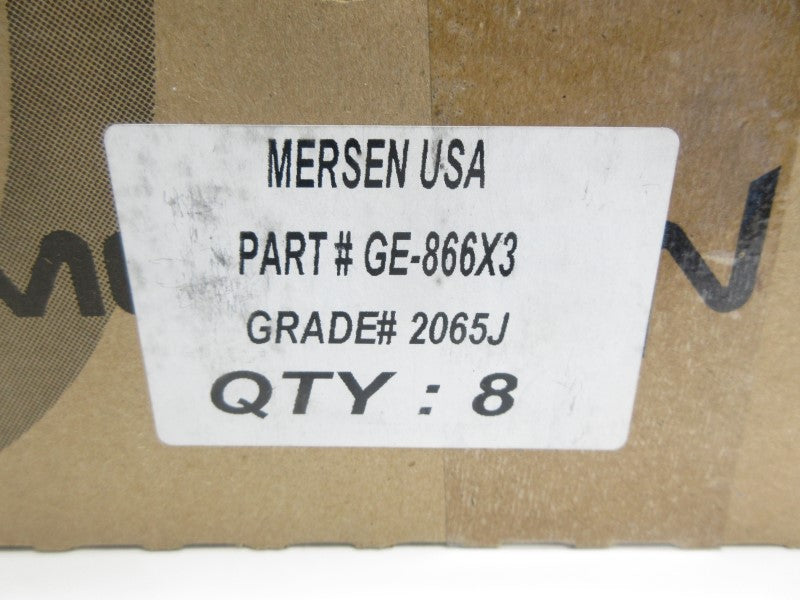 MERSEN USA
PART # GE-866X3
GRADE# 2065J
QTY : 8